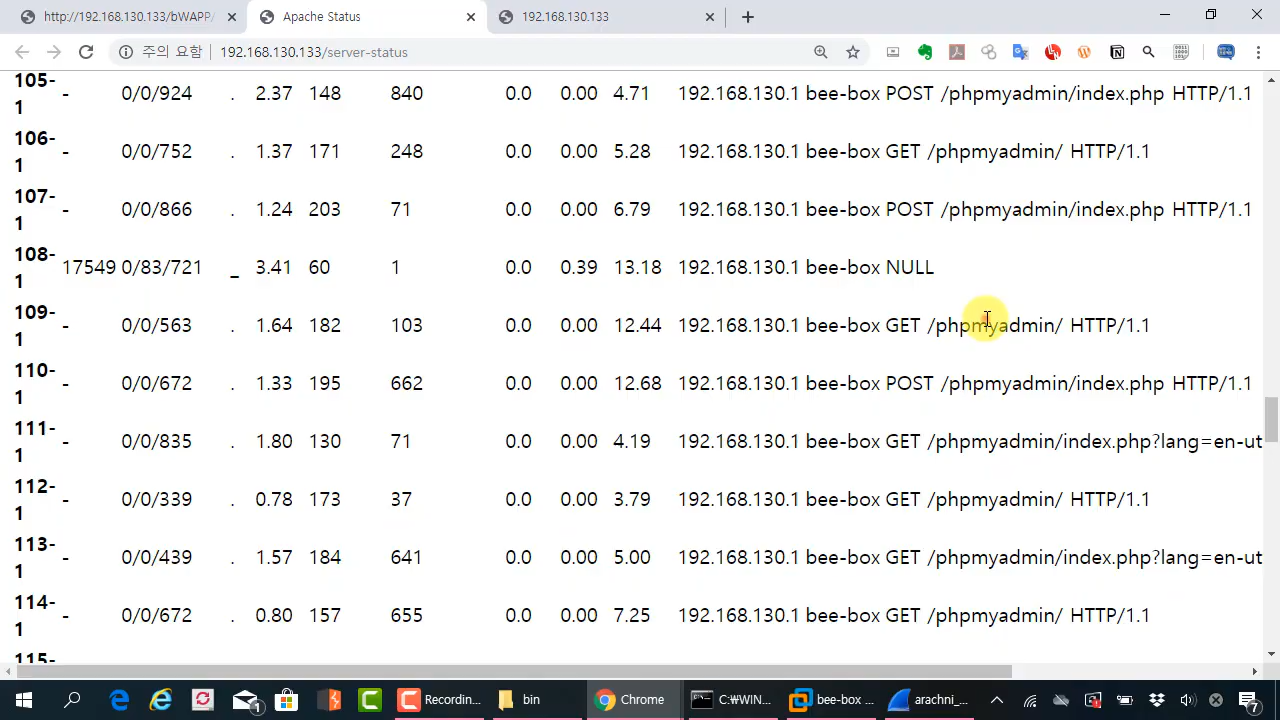 http://192.168.130.133/bWAPP/
Apache Status
192.168.130.133
주의 요함
192.168.130.133/server-status
105-1 - 0/0/924 . 2.37 148 840 0.0 0.00 4.71 192.168.130.1 bee-box POST /phpmyadmin/index.php HTTP/1.1
106-1 - 0/0/752 . 1.37 171 248 0.0 0.00 5.28 192.168.130.1 bee-box GET /phpmyadmin/ HTTP/1.1
107-1 - 0/0/866 . 1.24 203 71 0.0 0.00 6.79 192.168.130.1 bee-box POST /phpmyadmin/index.php HTTP/1.1
108-1 17549 0/83/721 _ 3.41 60 1 0.0 0.39 13.18 192.168.130.1 bee-box NULL
109-1 - 0/0/563 . 1.64 182 103 0.0 0.00 12.44 192.168.130.1 bee-box GET /phpmyadmin/ HTTP/1.1
110-1 - 0/0/672 . 1.33 195 662 0.0 0.00 12.68 192.168.130.1 bee-box POST /phpmyadmin/index.php HTTP/1.1
111-1 - 0/0/835 . 1.80 130 71 0.0 0.00 4.19 192.168.130.1 bee-box GET /phpmyadmin/index.php?lang=en-ut
112-1 - 0/0/339 . 0.78 173 37 0.0 0.00 3.79 192.168.130.1 bee-box GET /phpmyadmin/ HTTP/1.1
113-1 - 0/0/439 . 1.57 184 641 0.0 0.00 5.00 192.168.130.1 bee-box GET /phpmyadmin/index.php?lang=en-ut
114-1 - 0/0/672 . 0.80 157 655 0.0 0.00 7.25 192.168.130.1 bee-box GET /phpmyadmin/ HTTP/1.1
115-
Recordin...
bin
Chrome
C:￦WIN...
bee-box ...
arachni_...